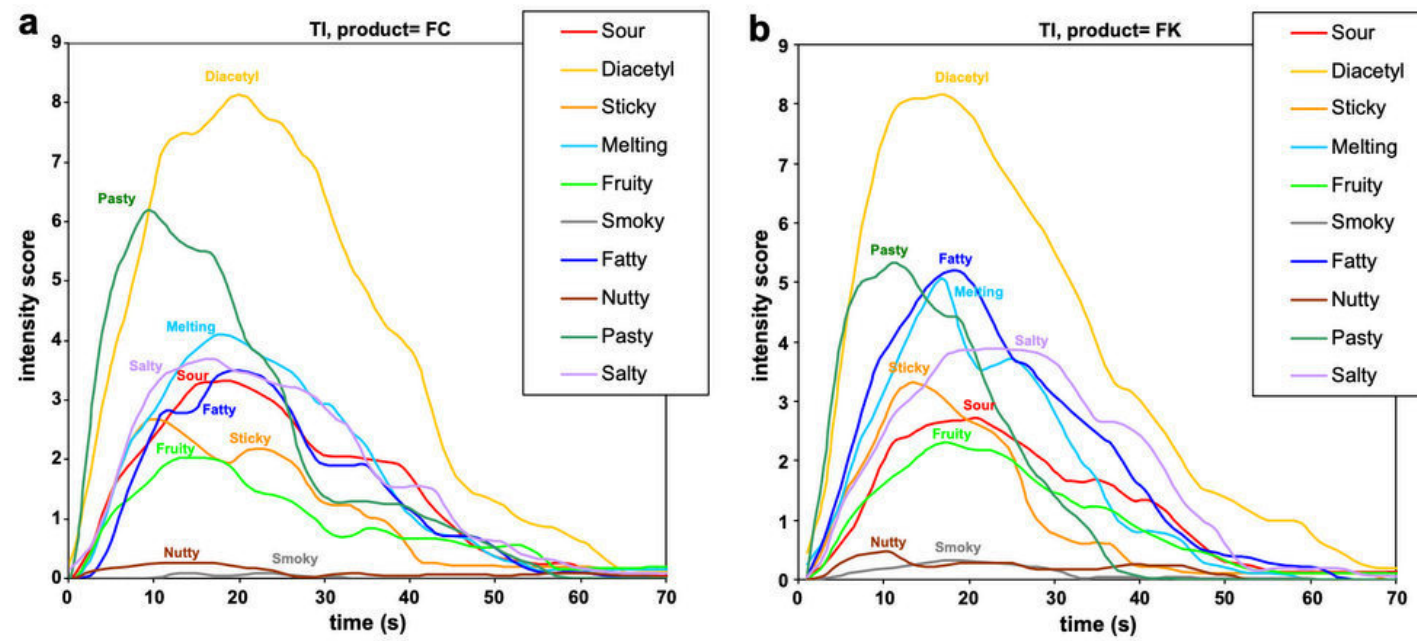 a
TI, product= FC
Sour
Diacetyl
Sticky
Melting
Fruity
Smoky
Fatty
Nutty
Pasty
Salty
Diacetyl
Pasty
Melting
Salty
Sour
Fatty
Sticky
Fruity
Nutty
Smoky
intensity score
9
8
7
6
5
4
3
2
1
0
0 10 20 30 40 50 60 70
time (s)
b
TI, product= FK
Sour
Diacetyl
Sticky
Melting
Fruity
Smoky
Fatty
Nutty
Pasty
Salty
Diacetyl
Pasty
Fatty
Melting
Salty
Sticky
Sour
Fruity
Nutty
Smoky
intensity score
9
8
7
6
5
4
3
2
1
0
0 10 20 30 40 50 60 70
time (s)